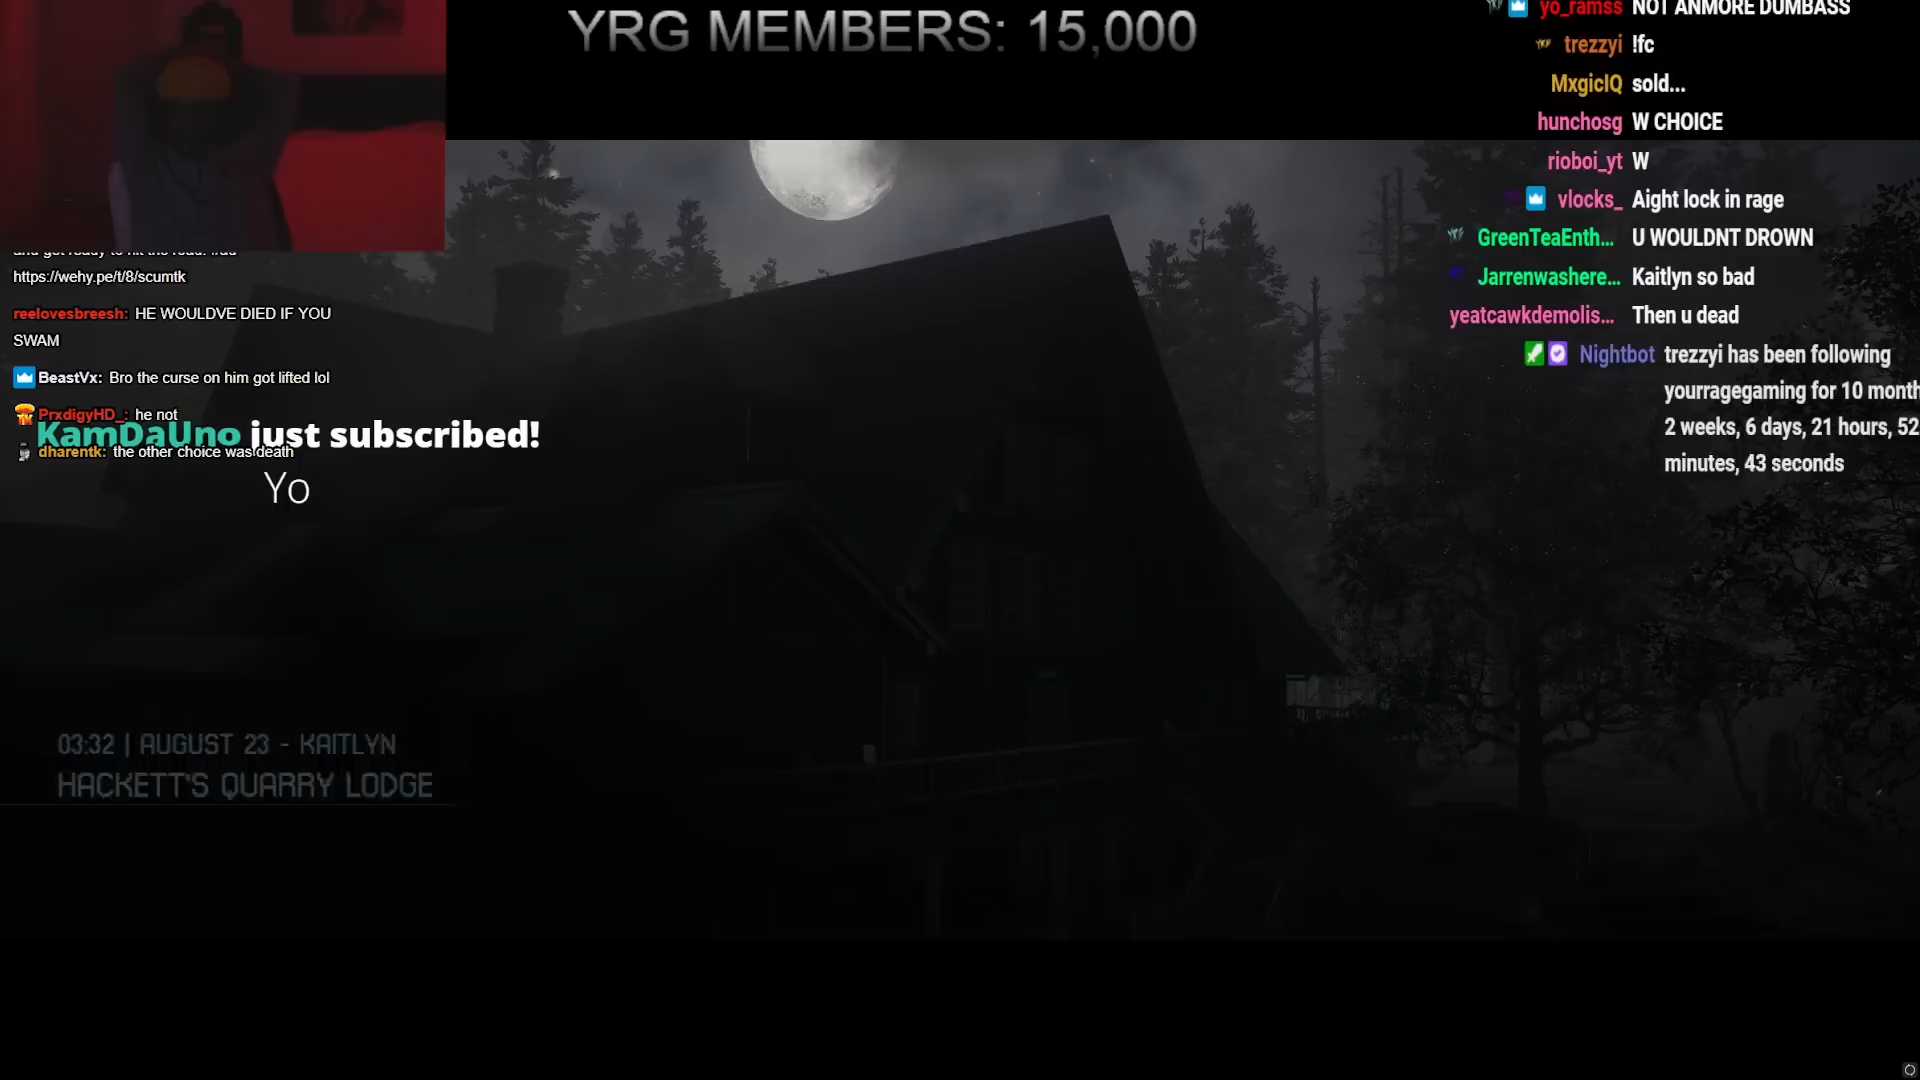 YRG MEMBERS: 15,000
yo_ramss NOT ANMORE DUMBASS
trezzyi !fc
MxgicIQ sold...
hunchosg W CHOICE
rioboi_yt W
vlocks_ Aight lock in rage
GreenTeaEnth... U WOULDNT DROWN
Jarrenwashere... Kaitlyn so bad
yeatcawkdemolis... Then u dead
Nightbot trezzyi has been following
yourragegaming for 10 month
2 weeks, 6 days, 21 hours, 52
minutes, 43 seconds
https://wehy.pe/t/8/scumtk
reelovesbreesh: HE WOULDVE DIED IF YOU
SWAM
BeastVx: Bro the curse on him got lifted lol
PrxdigyHD_: he not
KamDaUno just subscribed!
dharentk: the other choice was death
Yo
03:32 | AUGUST 23 - KAITLYN
HACKETT'S QUARRY LODGE